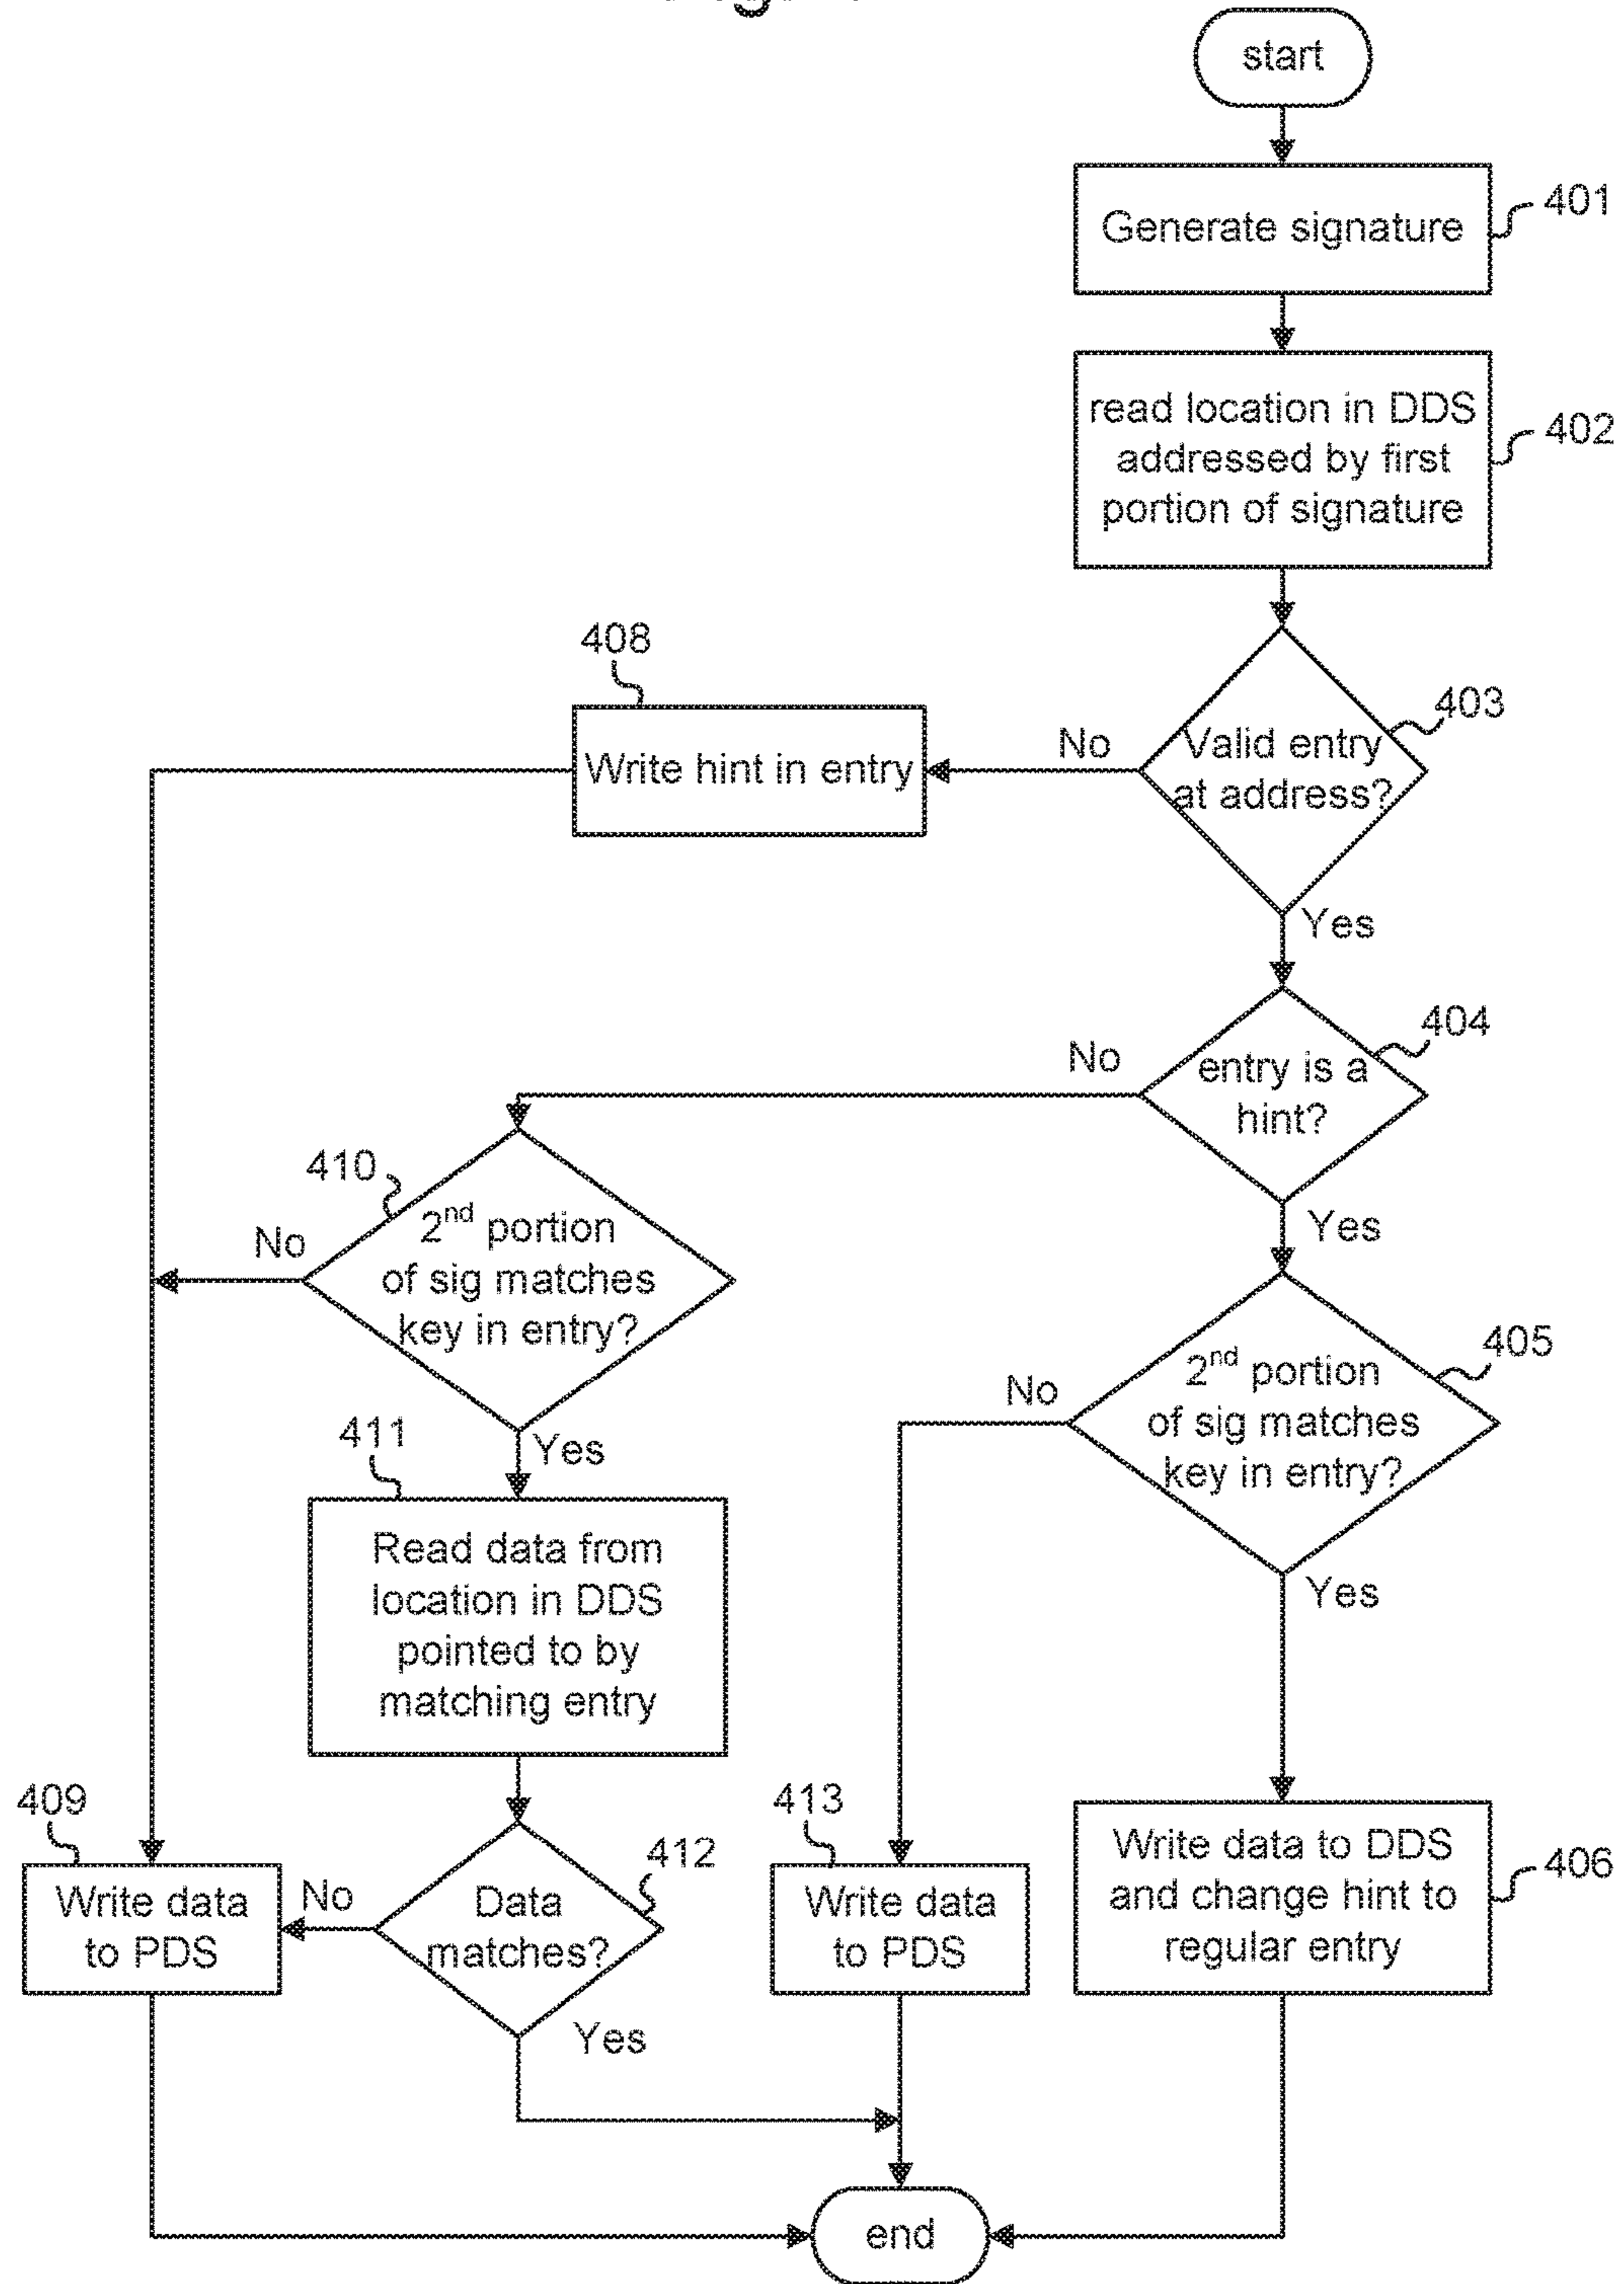 start
Generate signature
401
read location in DDS
addressed by first
portion of signature
402
408
Write hint in entry
No
Valid entry
at address?
403
Yes
No
entry is a
hint?
404
Yes
410
No
2nd portion
of sig matches
key in entry?
Yes
No
2nd portion
of sig matches
key in entry?
405
Yes
411
Read data from
location in DDS
pointed to by
matching entry
409
Write data
to PDS
No
Data
matches?
412
Yes
413
Write data
to PDS
Write data to DDS
and change hint to
regular entry
406
end